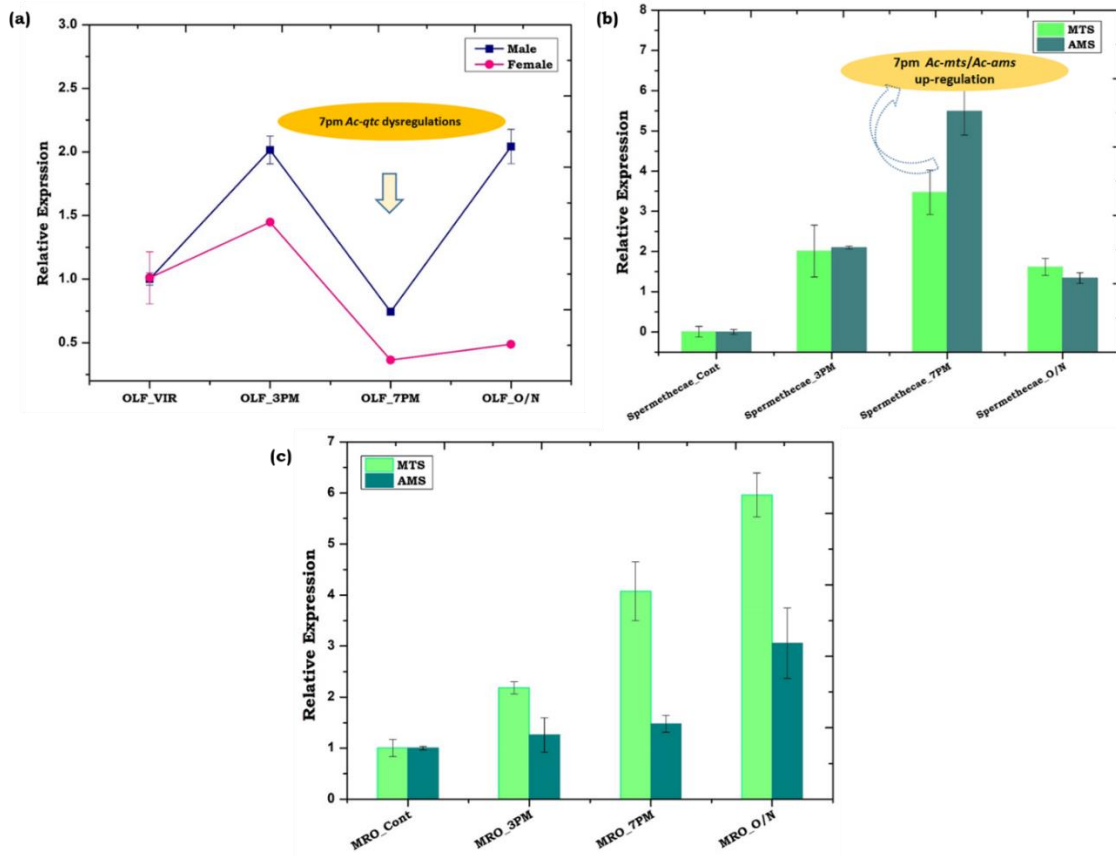 (a)
3.0
2.5
2.0
1.5
1.0
0.5
Relative Exprssion
Male
Female
7pm Ac-qtc dysregulations
OLF_VIR
OLF_3PM
OLF_7PM
OLF_O/N
(b)
8
7
6
5
4
3
2
1
0
Relative Expression
MTS
AMS
7pm Ac-mts/Ac-ams
up-regulation
Spermethecae_Cont
Spermethecae_3PM
Spermethecae_7PM
Spermethecae_O/N
(c)
7
6
5
4
3
2
1
0
Relative Expression
MTS
AMS
MRO_Cont
MRO_3PM
MRO_7PM
MRO_O/N